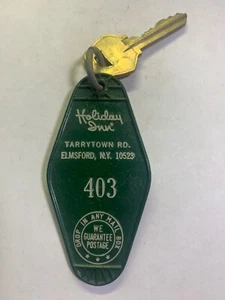 Holiday
Inn
TARRYTOWN RD.
ELMSFORD, N.Y. 10523
403
DROP IN ANY MAIL BOX
WE
GUARANTEE
POSTAGE